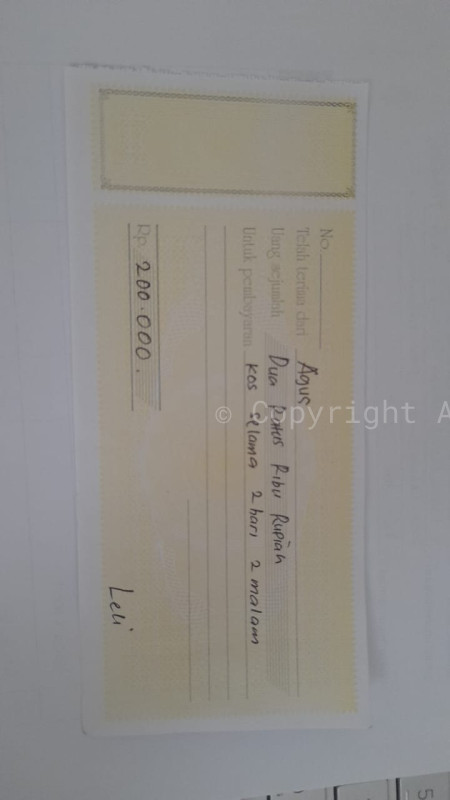 No.
Telah terima dari Agus
Uang sejumlah Dua Ratus Ribu Rupiah
Untuk pembayaran kos selama 2 hari 2 malam
Rp. 200.000.
Leli
© Copyright A
5